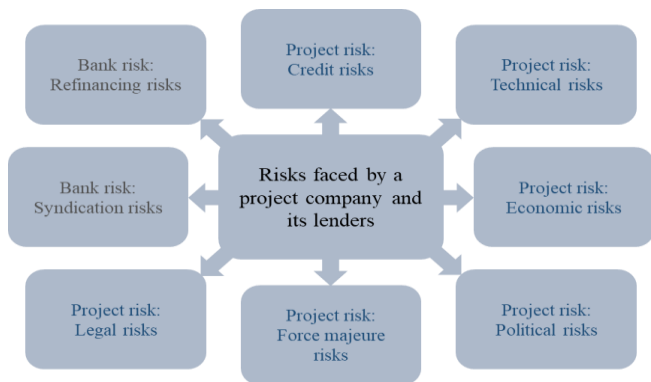 Bank risk:
Refinancing risks
Project risk:
Credit risks
Project risk:
Technical risks
Bank risk:
Syndication risks
Risks faced by a
project company and
its lenders
Project risk:
Economic risks
Project risk:
Legal risks
Project risk:
Force majeure
risks
Project risk:
Political risks